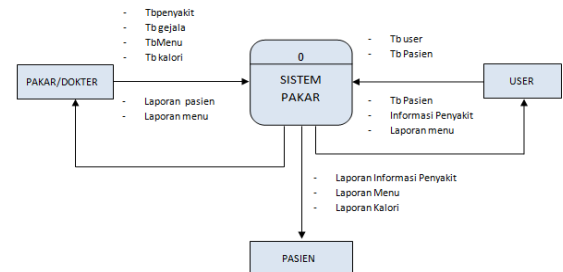 - Tbpenyakit
- Tb gejala
- TbMenu
- Tb kalori
PAKAR/DOKTER
- Laporan pasien
- Laporan menu
0
SISTEM
PAKAR
- Tb user
- Tb Pasien
USER
- Tb Pasien
- Informasi Penyakit
- Laporan menu
- Laporan Informasi Penyakit
- Laporan Menu
- Laporan Kalori
PASIEN